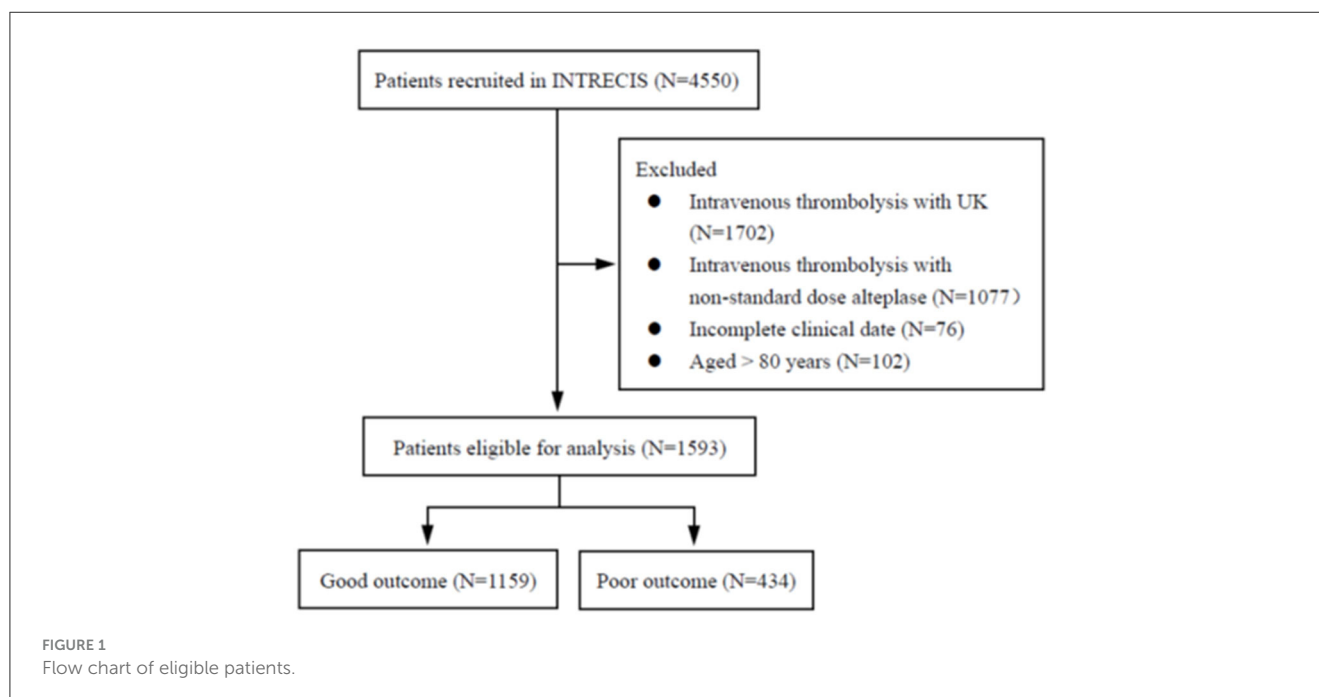 Patients recruited in INTRECIS (N=4550)
Excluded
● Intravenous thrombolysis with UK
(N=1702)
● Intravenous thrombolysis with
non-standard dose alteplase (N=1077）
● Incomplete clinical date (N=76)
● Aged > 80 years (N=102)
Patients eligible for analysis (N=1593)
Good outcome (N=1159)
Poor outcome (N=434)
FIGURE 1
Flow chart of eligible patients.